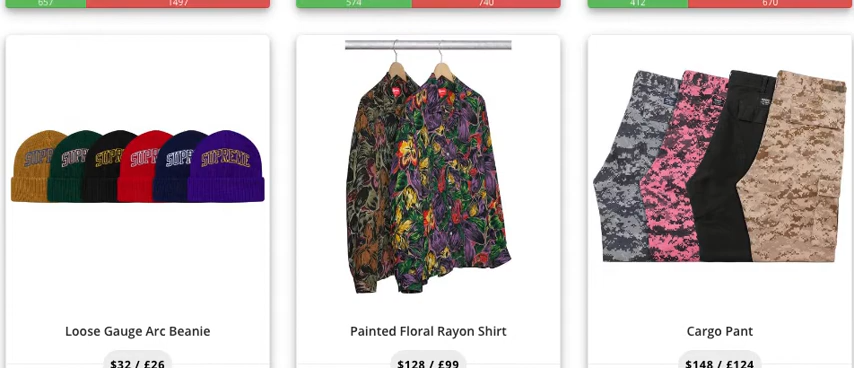 657 1497
574 740
412 670
SUPREME
Loose Gauge Arc Beanie
Painted Floral Rayon Shirt
Cargo Pant
$32 / £26
$128 / £99
$148 / £124